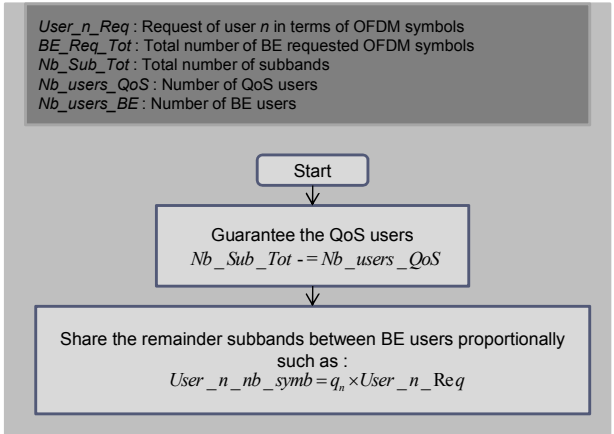 User_n_Req : Request of user n in terms of OFDM symbols
BE_Req_Tot : Total number of BE requested OFDM symbols
Nb_Sub_Tot : Total number of subbands
Nb_users_QoS : Number of QoS users
Nb_users_BE : Number of BE users
Start
Guarantee the QoS users
Nb_Sub_Tot -= Nb_users_QoS
Share the remainder subbands between BE users proportionally
such as :
User_n_nb_symb = qₙ × User_n_Req